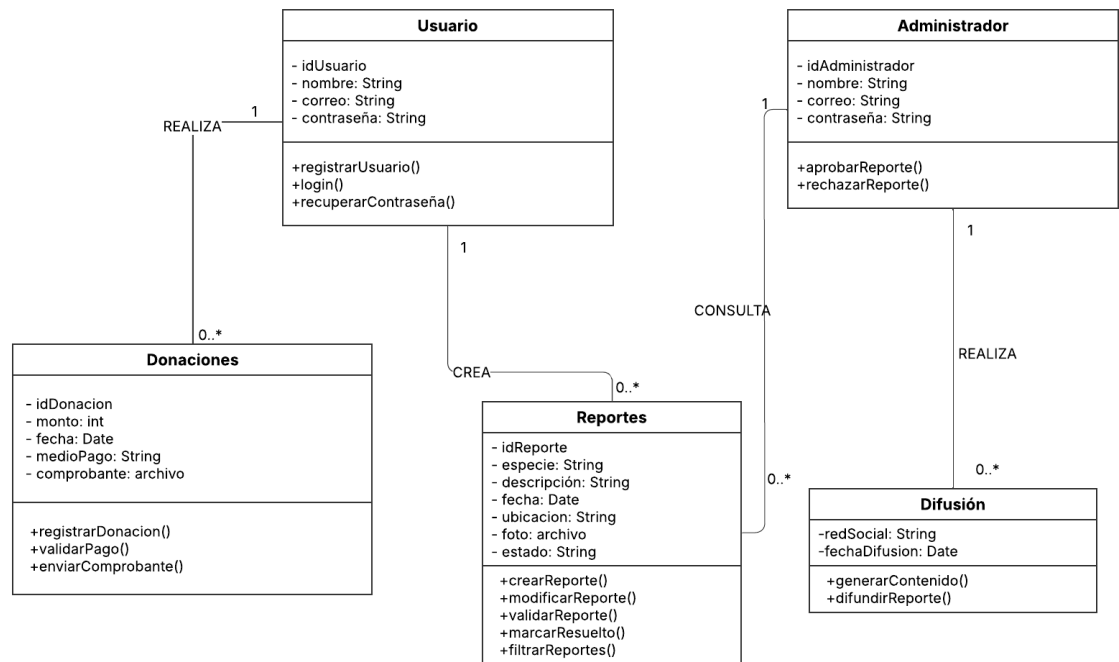 Usuario
- idUsuario
- nombre: String
- correo: String
- contraseña: String
+registrarUsuario()
+login()
+recuperarContraseña()
Administrador
- idAdministrador
- nombre: String
- correo: String
- contraseña: String
+aprobarReporte()
+rechazarReporte()
1
REALIZA
0..*
1
CREA
0..*
1
CONSULTA
0..*
1
REALIZA
0..*
Donaciones
- idDonacion
- monto: int
- fecha: Date
- medioPago: String
- comprobante: archivo
+registrarDonacion()
+validarPago()
+enviarComprobante()
Reportes
- idReporte
- especie: String
- descripción: String
- fecha: Date
- ubicacion: String
- foto: archivo
- estado: String
+crearReporte()
+modificarReporte()
+validarReporte()
+marcarResuelto()
+filtrarReportes()
Difusión
-redSocial: String
-fechaDifusion: Date
+generarContenido()
+difundirReporte()